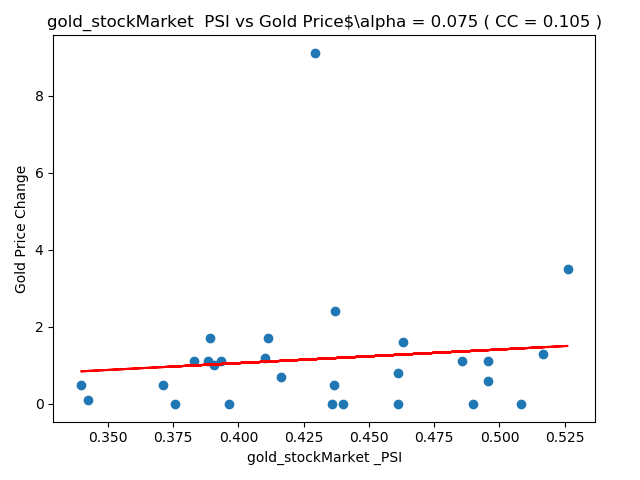 gold_stockMarket  PSI vs Gold Price$\alpha = 0.075 ( CC = 0.105 )
8
6
4
2
0
Gold Price Change
0.350 0.375 0.400 0.425 0.450 0.475 0.500 0.525
gold_stockMarket _PSI